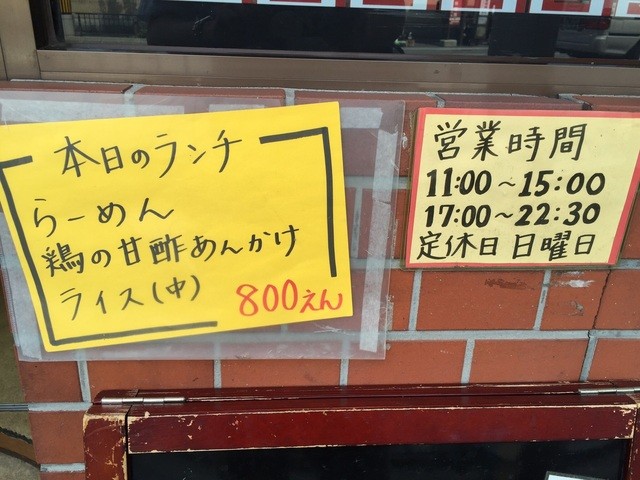 本日のランチ
らーめん
鶏の甘酢あんかけ
ライス(中)
800えん
営業時間
11:00～15:00
17:00～22:30
定休日 日曜日